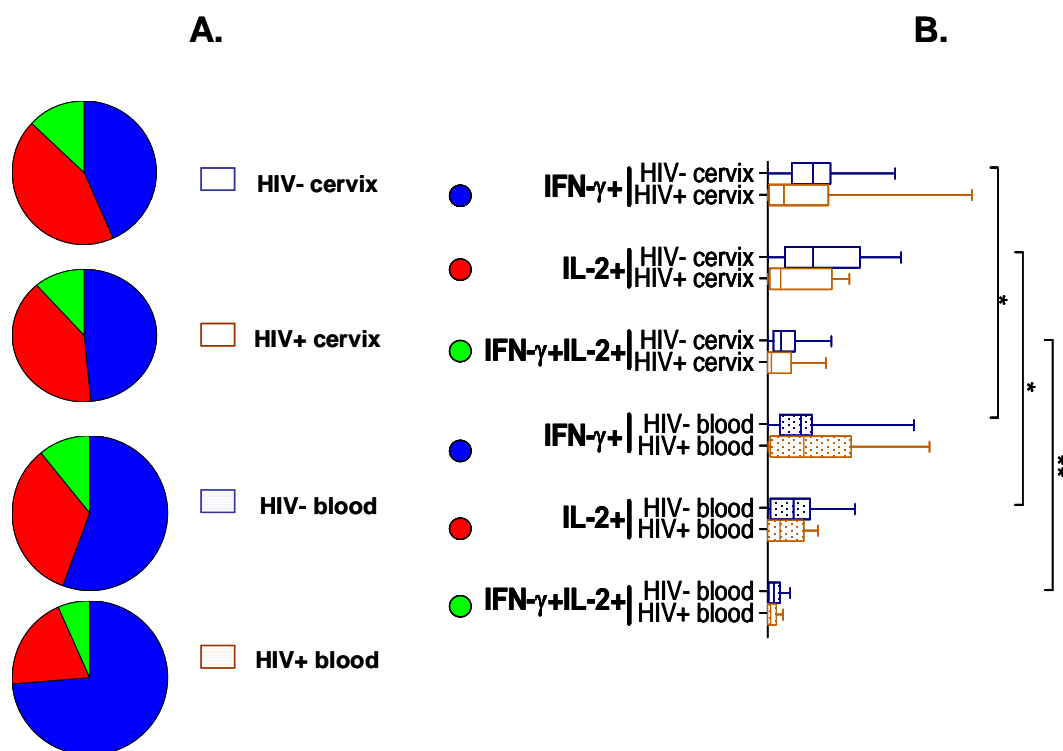 A.
B.
HIV- cervix
HIV+ cervix
HIV- blood
HIV+ blood
IFN-γ+ HIV- cervix
HIV+ cervix
IL-2+ HIV- cervix
HIV+ cervix
IFN-γ+IL-2+ HIV- cervix
HIV+ cervix
IFN-γ+ HIV- blood
HIV+ blood
IL-2+ HIV- blood
HIV+ blood
IFN-γ+IL-2+ HIV- blood
HIV+ blood
*
*
**